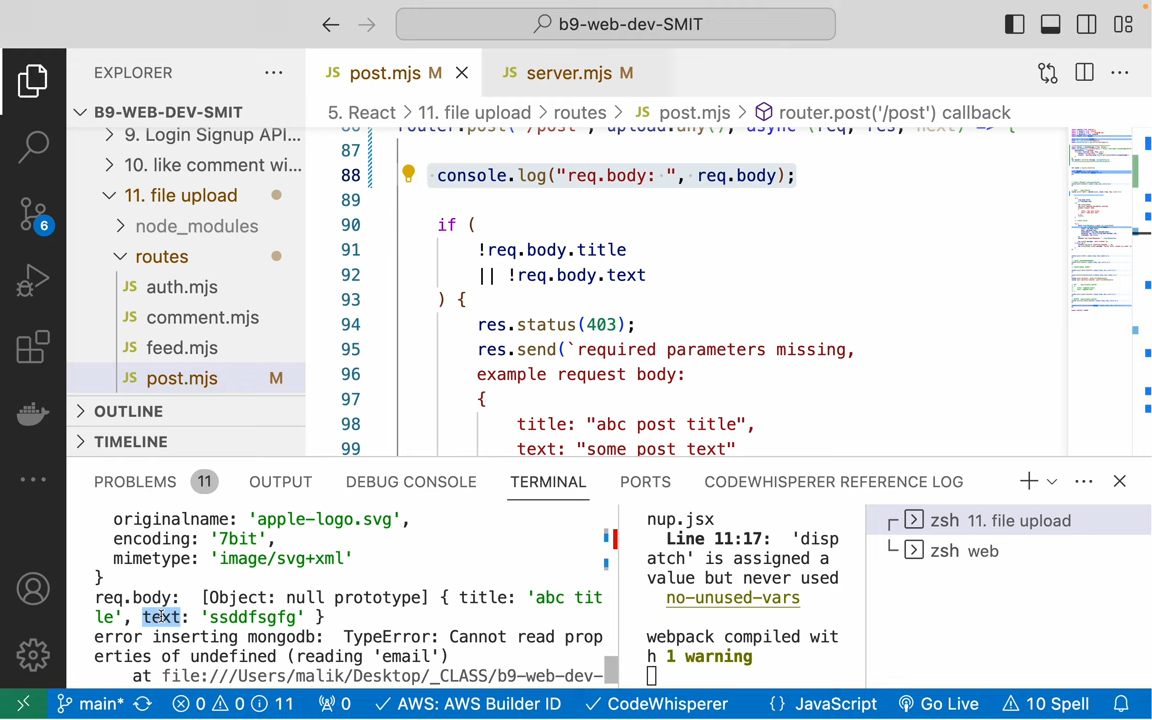 b9-web-dev-SMIT
EXPLORER
JS post.mjs M
JS server.mjs M
B9-WEB-DEV-SMIT
5. React > 11. file upload > routes > JS post.mjs > router.post('/post') callback
9. Login Signup API...
10. like comment wi...
11. file upload
node_modules
routes
JS auth.mjs
JS comment.mjs
JS feed.mjs
JS post.mjs M
OUTLINE
TIMELINE
6
router.post('/post', upload.any(), async (req, res, next) => {
87
88 console.log("req.body: ", req.body);
89
90 if (
91 !req.body.title
92 || !req.body.text
93 ) {
94 res.status(403);
95 res.send(`required parameters missing,
96 example request body:
97 {
98 title: "abc post title",
99 text: "some post text"
PROBLEMS 11 OUTPUT DEBUG CONSOLE TERMINAL PORTS CODEWHISPERER REFERENCE LOG
originalname: 'apple-logo.svg',
encoding: '7bit',
mimetype: 'image/svg+xml'
}
req.body: [Object: null prototype] { title: 'abc tit
le', text: 'ssddfsgfg' }
error inserting mongodb: TypeError: Cannot read prop
erties of undefined (reading 'email')
at file:///Users/malik/Desktop/_CLASS/b9-web-dev-
nup.jsx
Line 11:17: 'disp
atch' is assigned a
value but never used
no-unused-vars
webpack compiled wit
h 1 warning
zsh 11. file upload
zsh web
main* 0 0 11 0 AWS: AWS Builder ID CodeWhisperer {} JavaScript Go Live 10 Spell